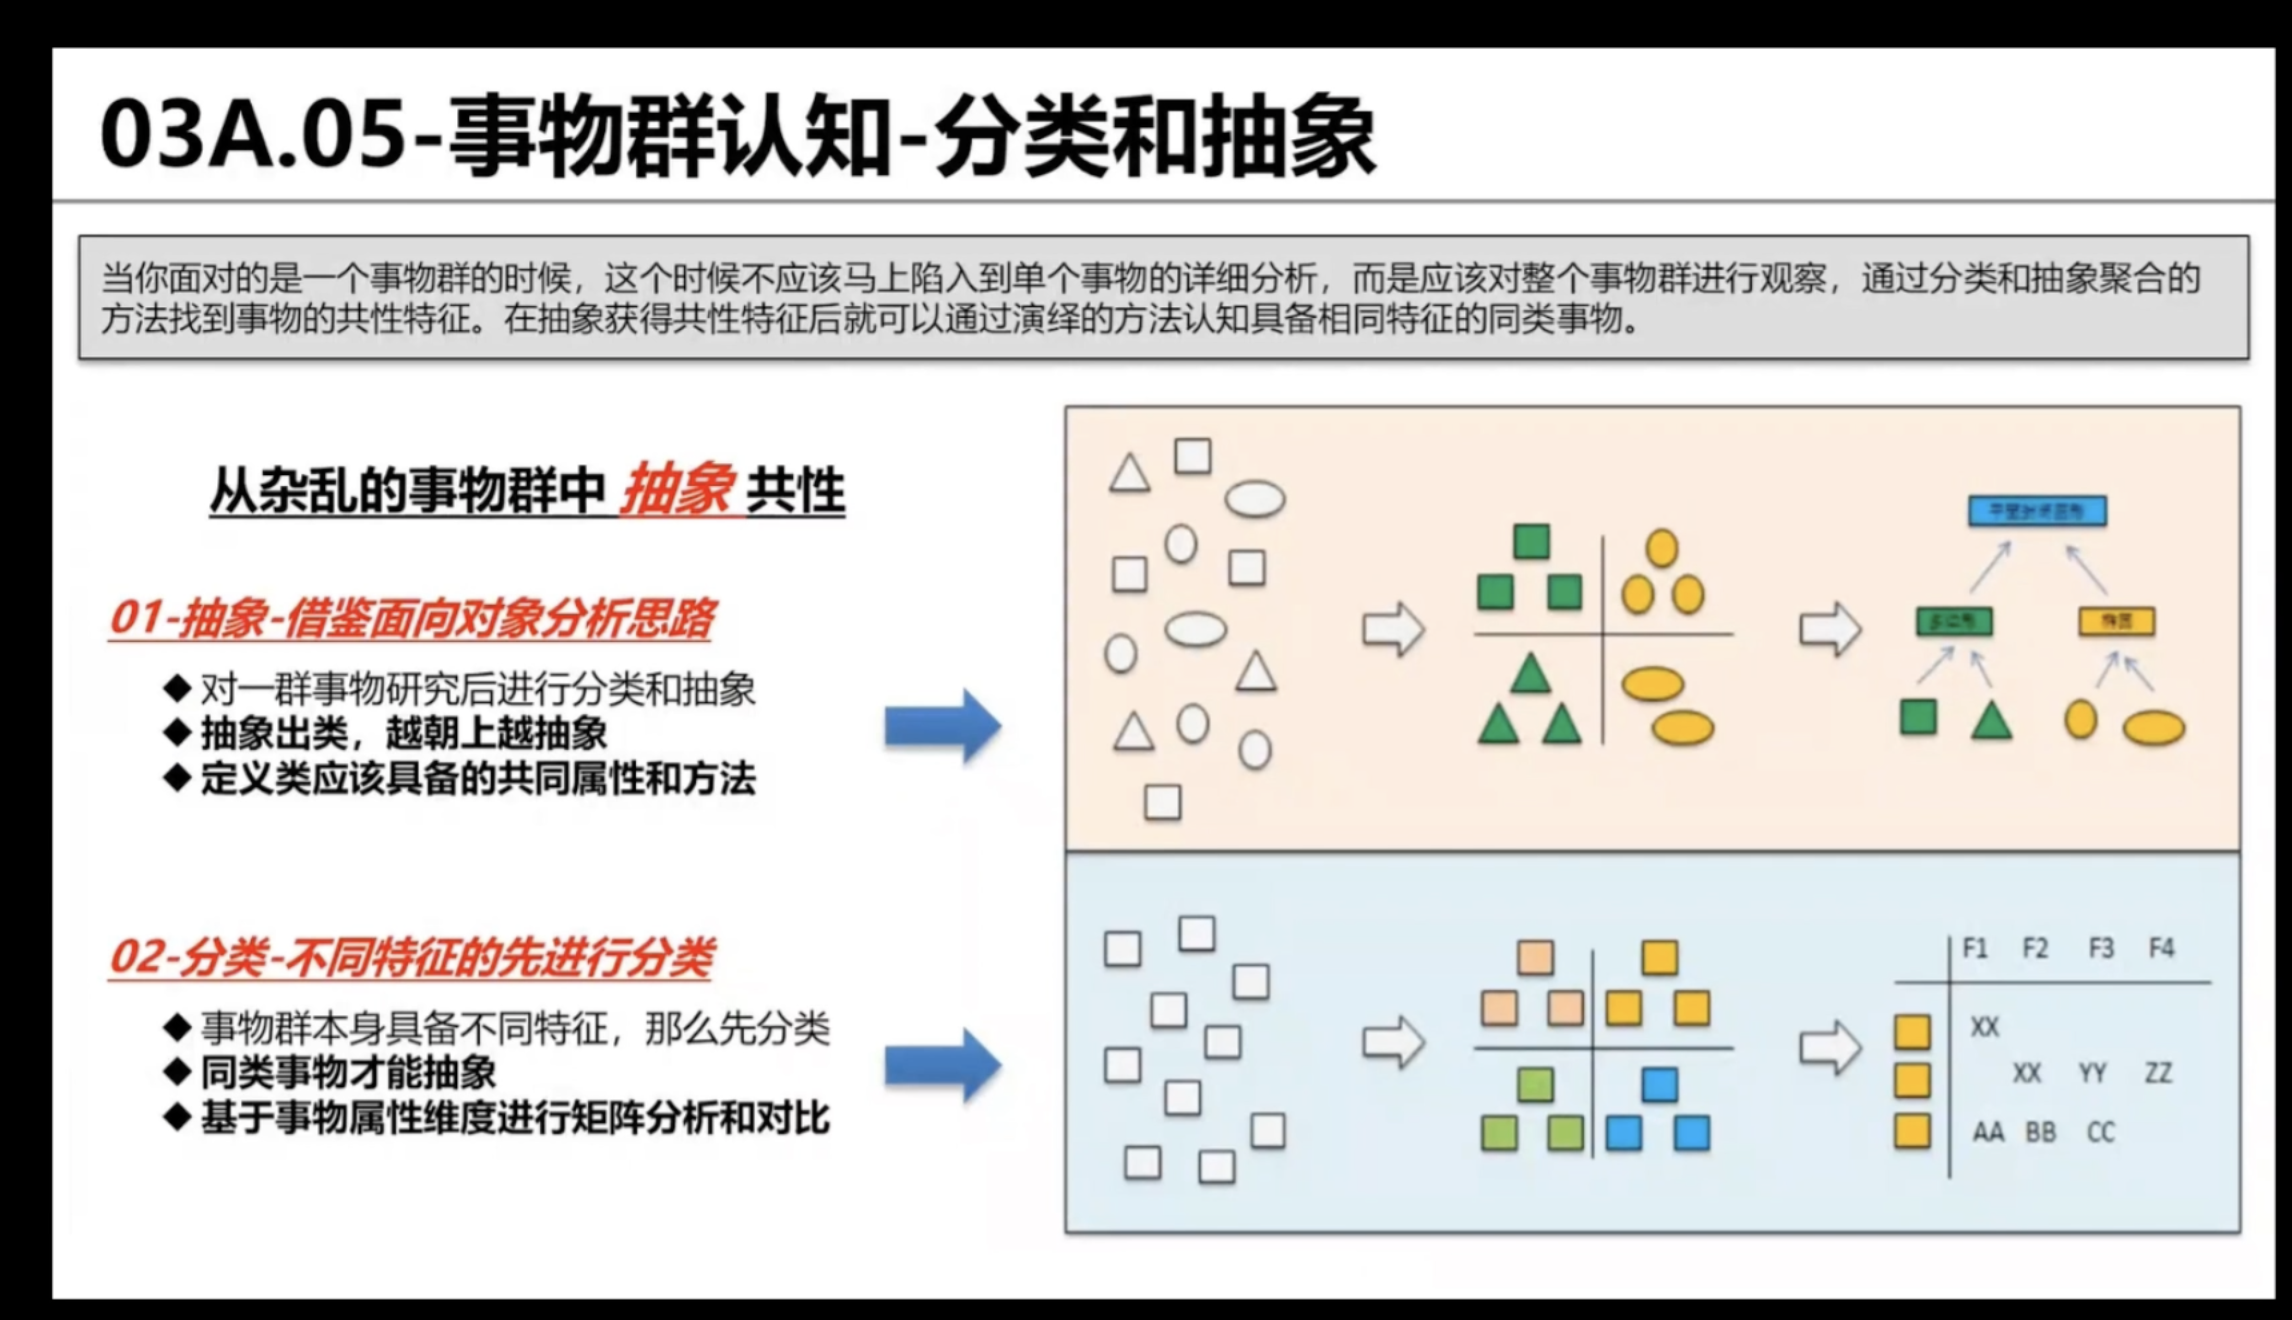 03A.05-事物群认知-分类和抽象
当你面对的是一个事物群的时候，这个时候不应该马上陷入到单个事物的详细分析，而是应该对整个事物群进行观察，通过分类和抽象聚合的
方法找到事物的共性特征。在抽象获得共性特征后就可以通过演绎的方法认知具备相同特征的同类事物。
从杂乱的事物群中 抽象 共性
01-抽象-借鉴面向对象分析思路
◆ 对一群事物研究后进行分类和抽象
◆ 抽象出类，越朝上越抽象
◆ 定义类应该具备的共同属性和方法
多边形
椭圆
02-分类-不同特征的先进行分类
◆ 事物群本身具备不同特征，那么先分类
◆ 同类事物才能抽象
◆ 基于事物属性维度进行矩阵分析和对比
F1 F2 F3 F4
XX
XX YY ZZ
AA BB CC